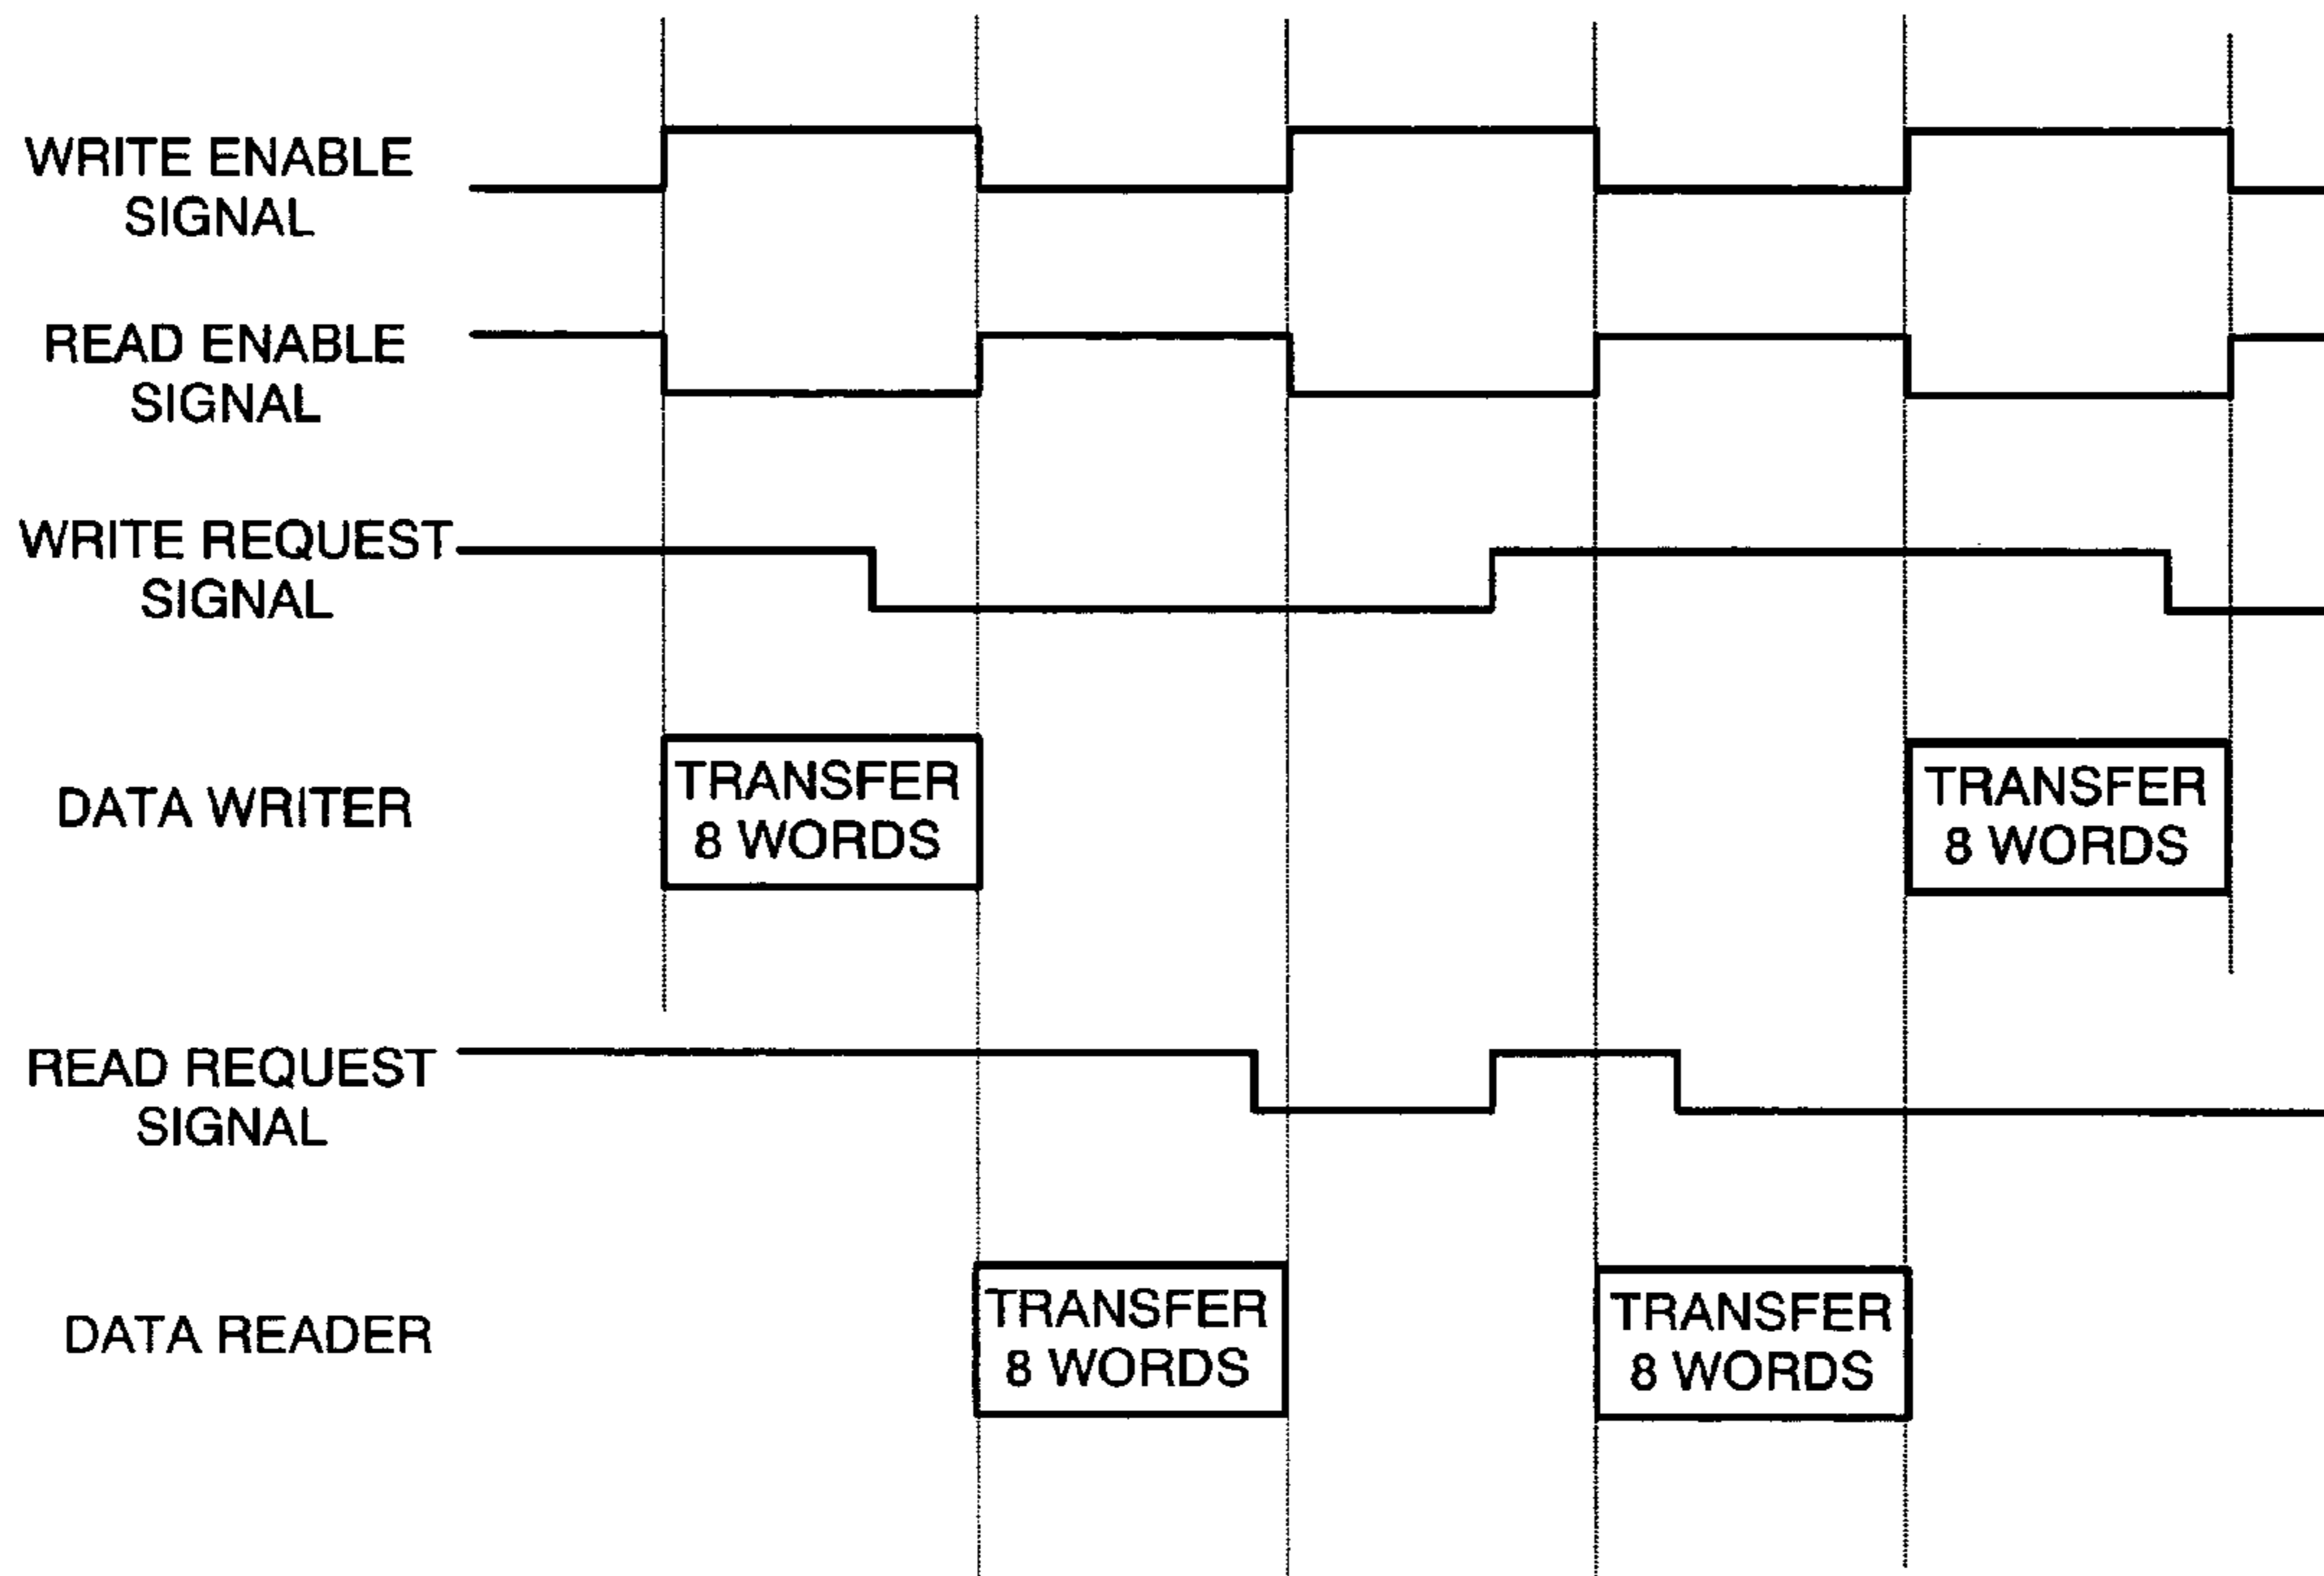 WRITE ENABLE
SIGNAL
READ ENABLE
SIGNAL
WRITE REQUEST
SIGNAL
DATA WRITER
TRANSFER
8 WORDS
TRANSFER
8 WORDS
READ REQUEST
SIGNAL
DATA READER
TRANSFER
8 WORDS
TRANSFER
8 WORDS